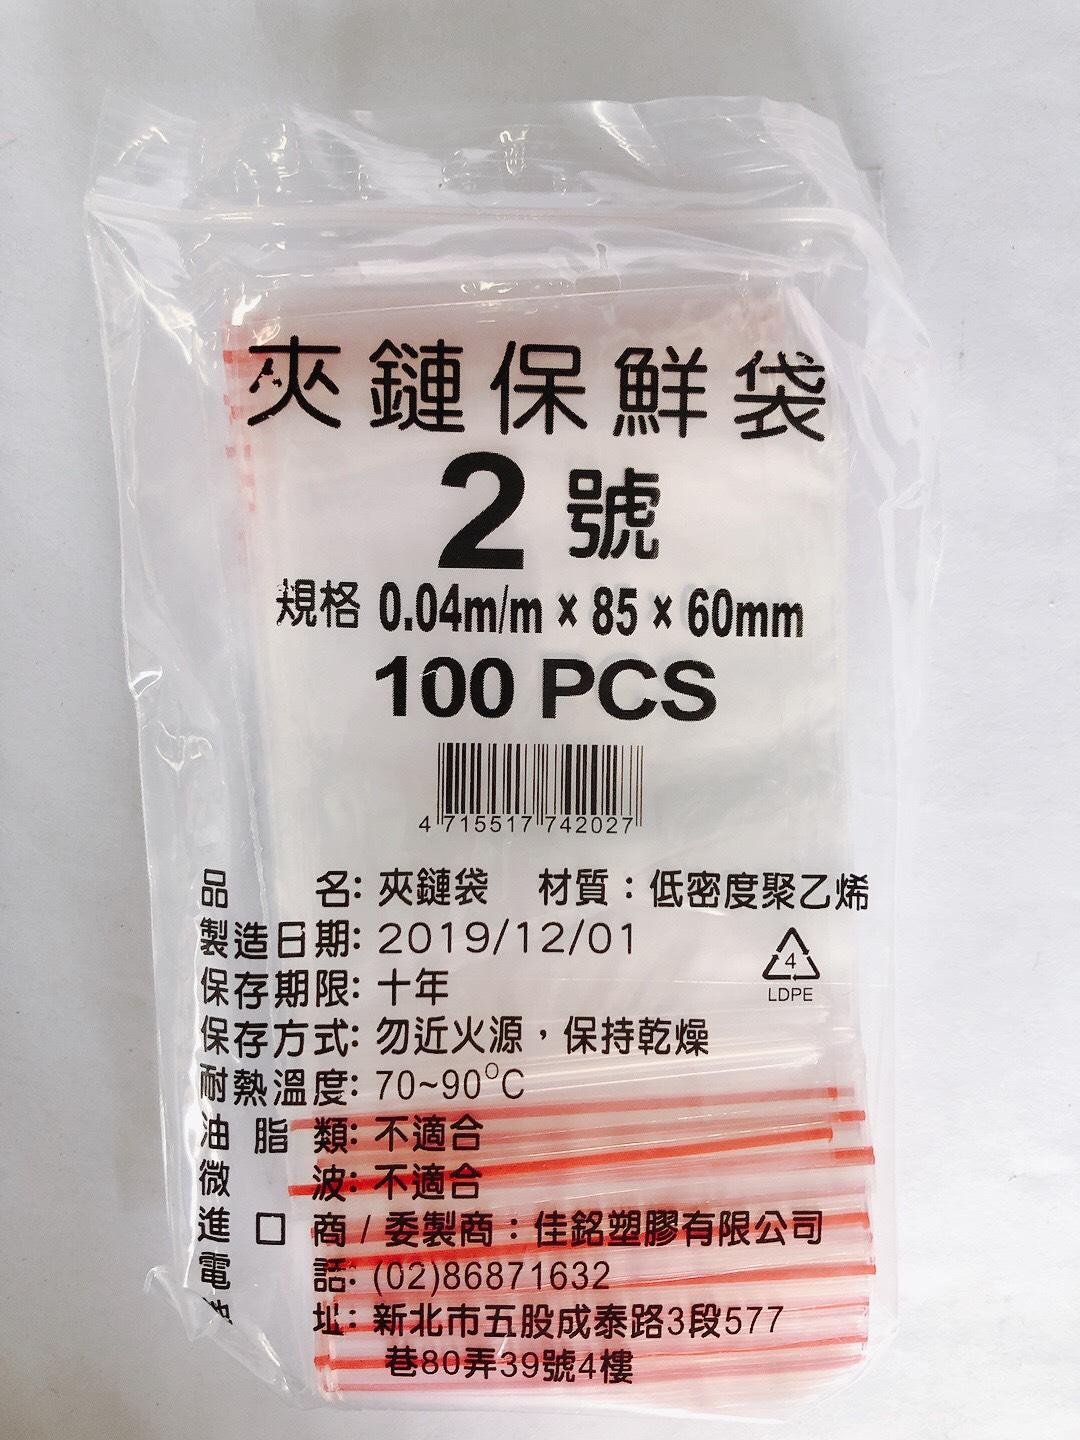 夾鏈保鮮袋
2 號
規格 0.04m/m × 85 × 60mm
100 PCS
4 715517 742027
品 名: 夾鏈袋 材質：低密度聚乙烯
製造日期: 2019/12/01
4
LDPE
保存期限: 十年
保存方式: 勿近火源，保持乾燥
耐熱溫度: 70~90°C
油脂類: 不適合
微 波: 不適合
進口商/委製商：佳銘塑膠有限公司
電 話: (02)86871632
地 址: 新北市五股成泰路3段577
巷80弄39號4樓